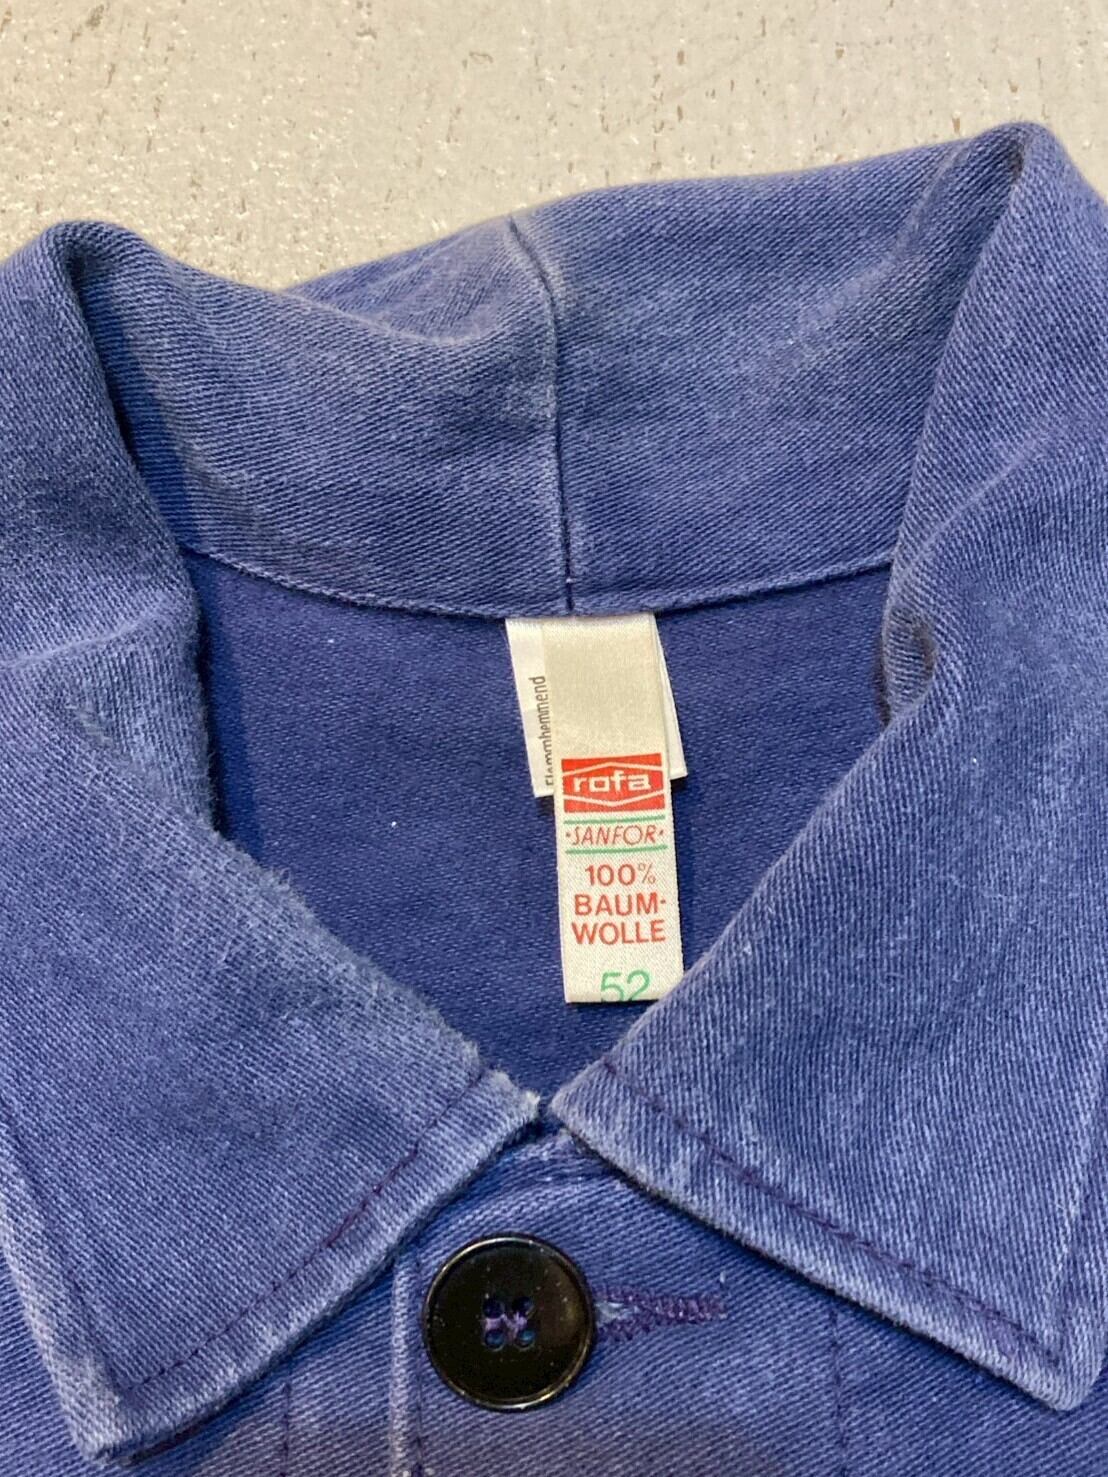 Flammhemmend
rofa
·SANFOR·
100%
BAUM-
WOLLE
52